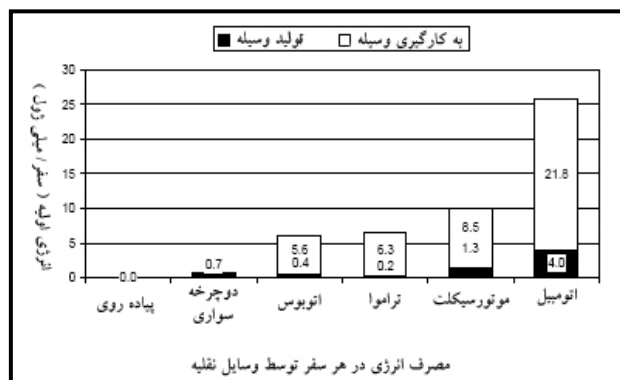 به کارگیری وسیله تولید وسیله
انرژی اولیه ( سفر / میلی ژول )
30
25
20
15
10
5
0
0.0
0.7
5.6
0.4
6.3
0.2
8.5
1.3
21.8
4.0
پیاده روی
دوچرخه
سواری
اتوبوس
تراموا
موتورسیکلت
اتومبیل
مصرف انرژی در هر سفر توسط وسایل نقلیه